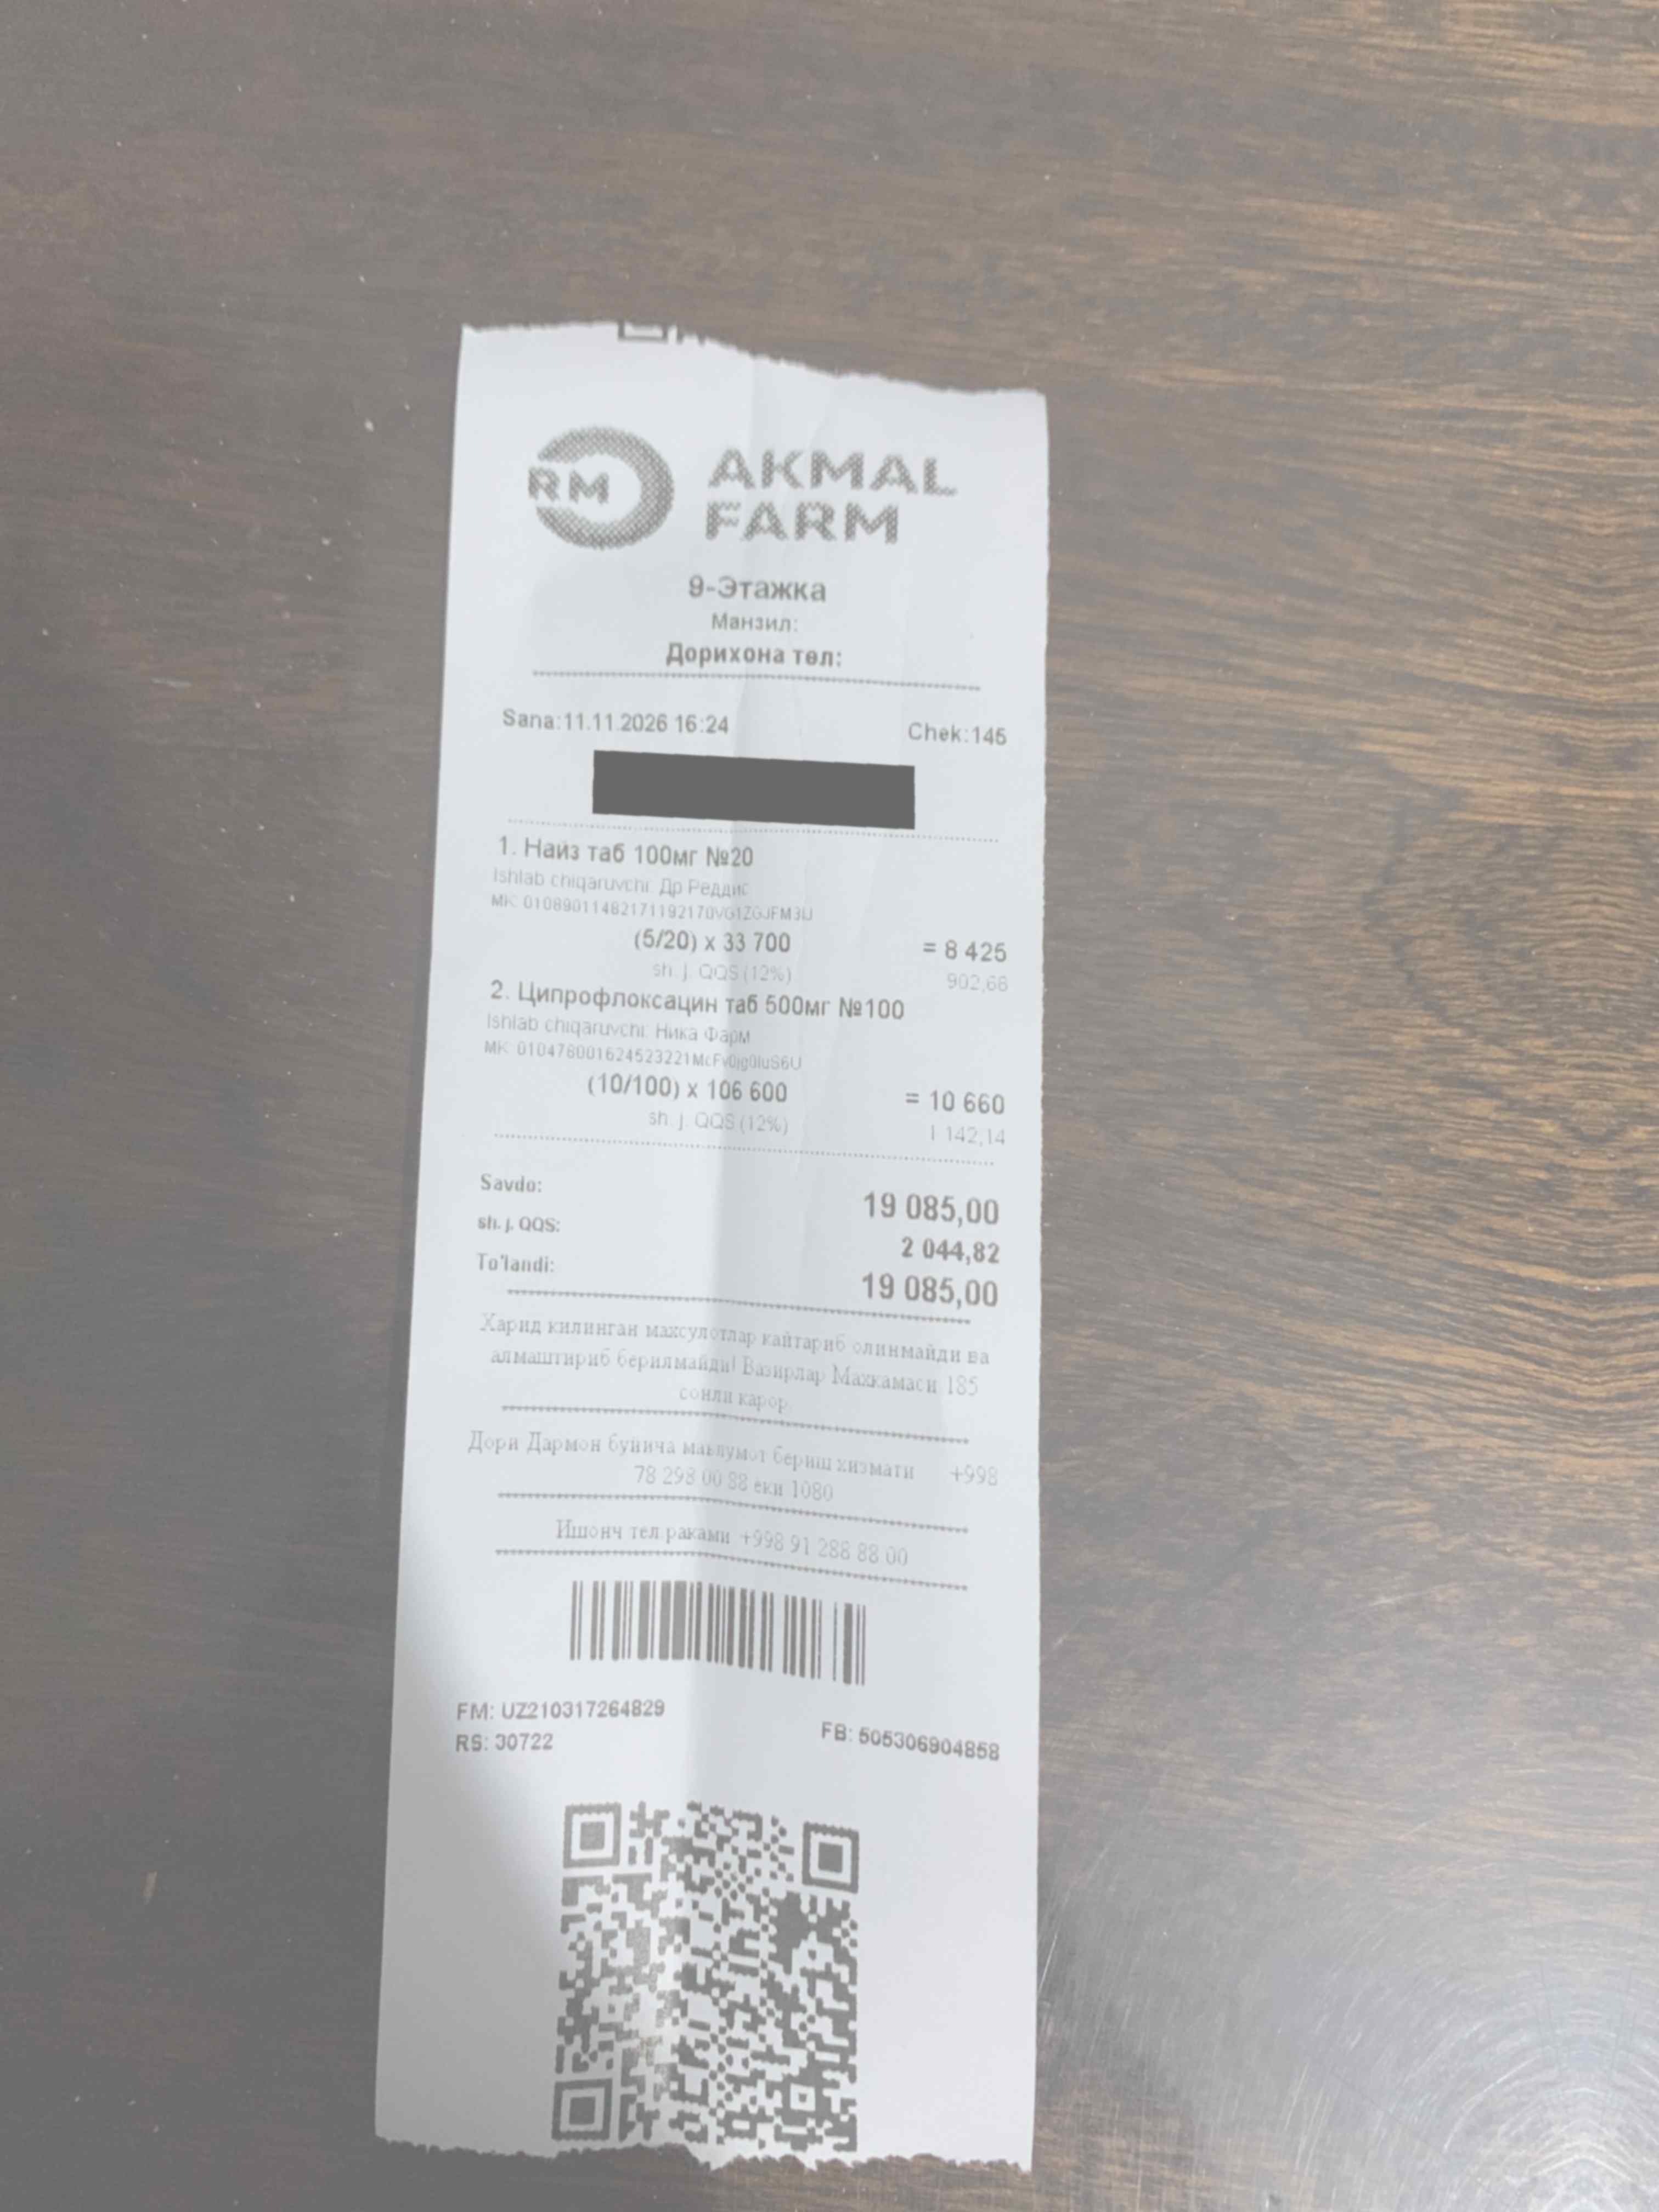 RM
AKMAL
FARM
9-Этажка
Манзил:
Дорихона тел:
Sana:11.11.2026 16:24 Chek:145
1. Найз таб 100мг №20
Ishlab chiqaruvchi: Др Реддис
(5/20) x 33 700 = 8 425
sh. j. QQS (12%) 902,68
2. Ципрофлоксацин таб 500мг №100
Ishlab chiqaruvchi: Ника Фарм
(10/100) x 106 600 = 10 660
sh. j. QQS (12%) 1 142,14
Savdo: 19 085,00
sh. j. QQS: 2 044,82
To'landi: 19 085,00
Харид килинган махсулотлар кайтариб олинмайди ва
алмаштириб берилмайди! Вазирлар Махкамаси 185
сонли карор.
Дори Дармон буйича маълумот бериш хизмати +998
78 298 00 88 еки 1080
Ишонч тел раками +998 91 288 88 00
FM: UZ210317264829
RS: 30722 FB: 505306904858